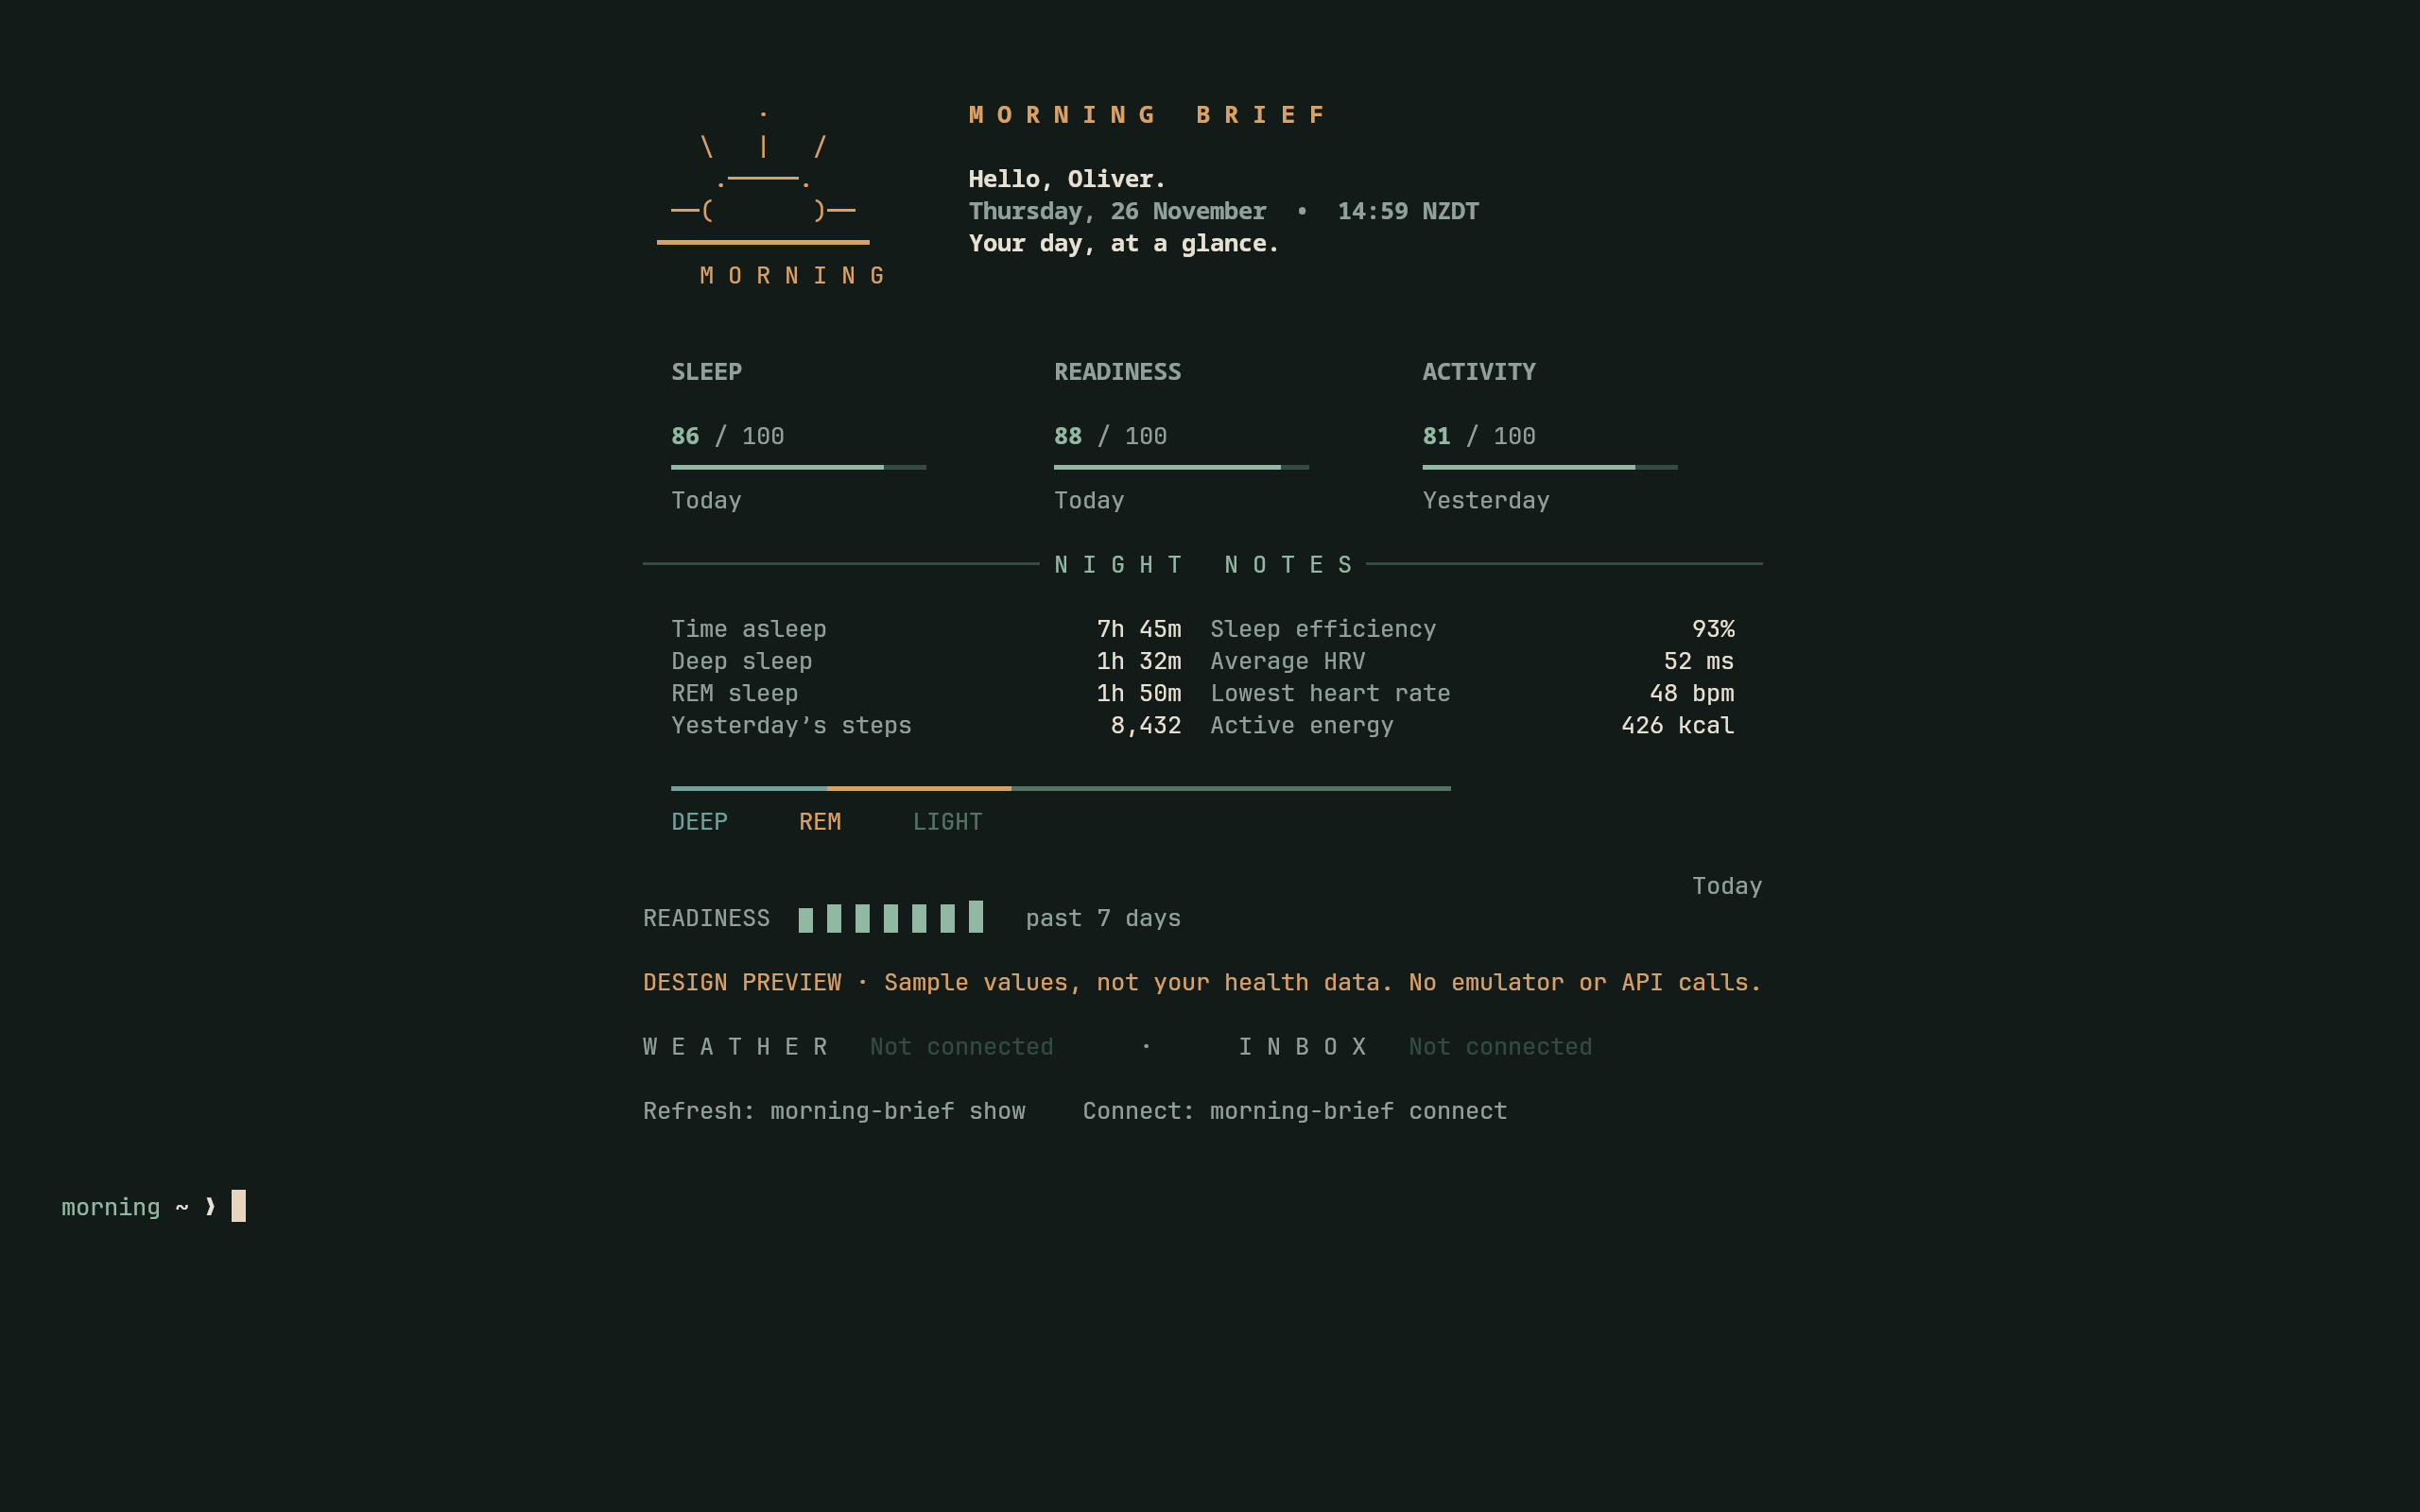 M O R N I N G   B R I E F
Hello, Oliver.
Thursday, 26 November • 14:59 NZDT
Your day, at a glance.
M O R N I N G
SLEEP READINESS ACTIVITY
86 / 100 88 / 100 81 / 100
Today Today Yesterday
N I G H T   N O T E S
Time asleep 7h 45m Sleep efficiency 93%
Deep sleep 1h 32m Average HRV 52 ms
REM sleep 1h 50m Lowest heart rate 48 bpm
Yesterday’s steps 8,432 Active energy 426 kcal
DEEP REM LIGHT
Today
READINESS past 7 days
DESIGN PREVIEW · Sample values, not your health data. No emulator or API calls.
W E A T H E R Not connected · I N B O X Not connected
Refresh: morning-brief show Connect: morning-brief connect
morning ~ ❯